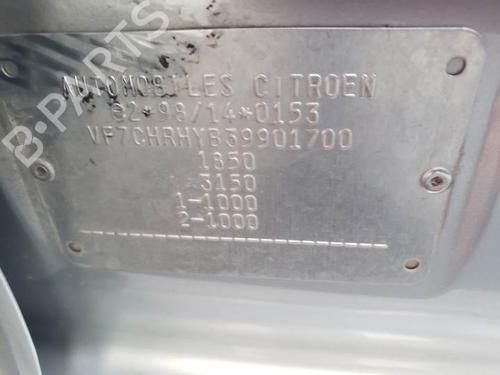 B-PARTS
AUTOMOBILES CITROEN
e2*98/14*0153
VF7CHRHYB39901700
1850
3150
1-1000
2-1000